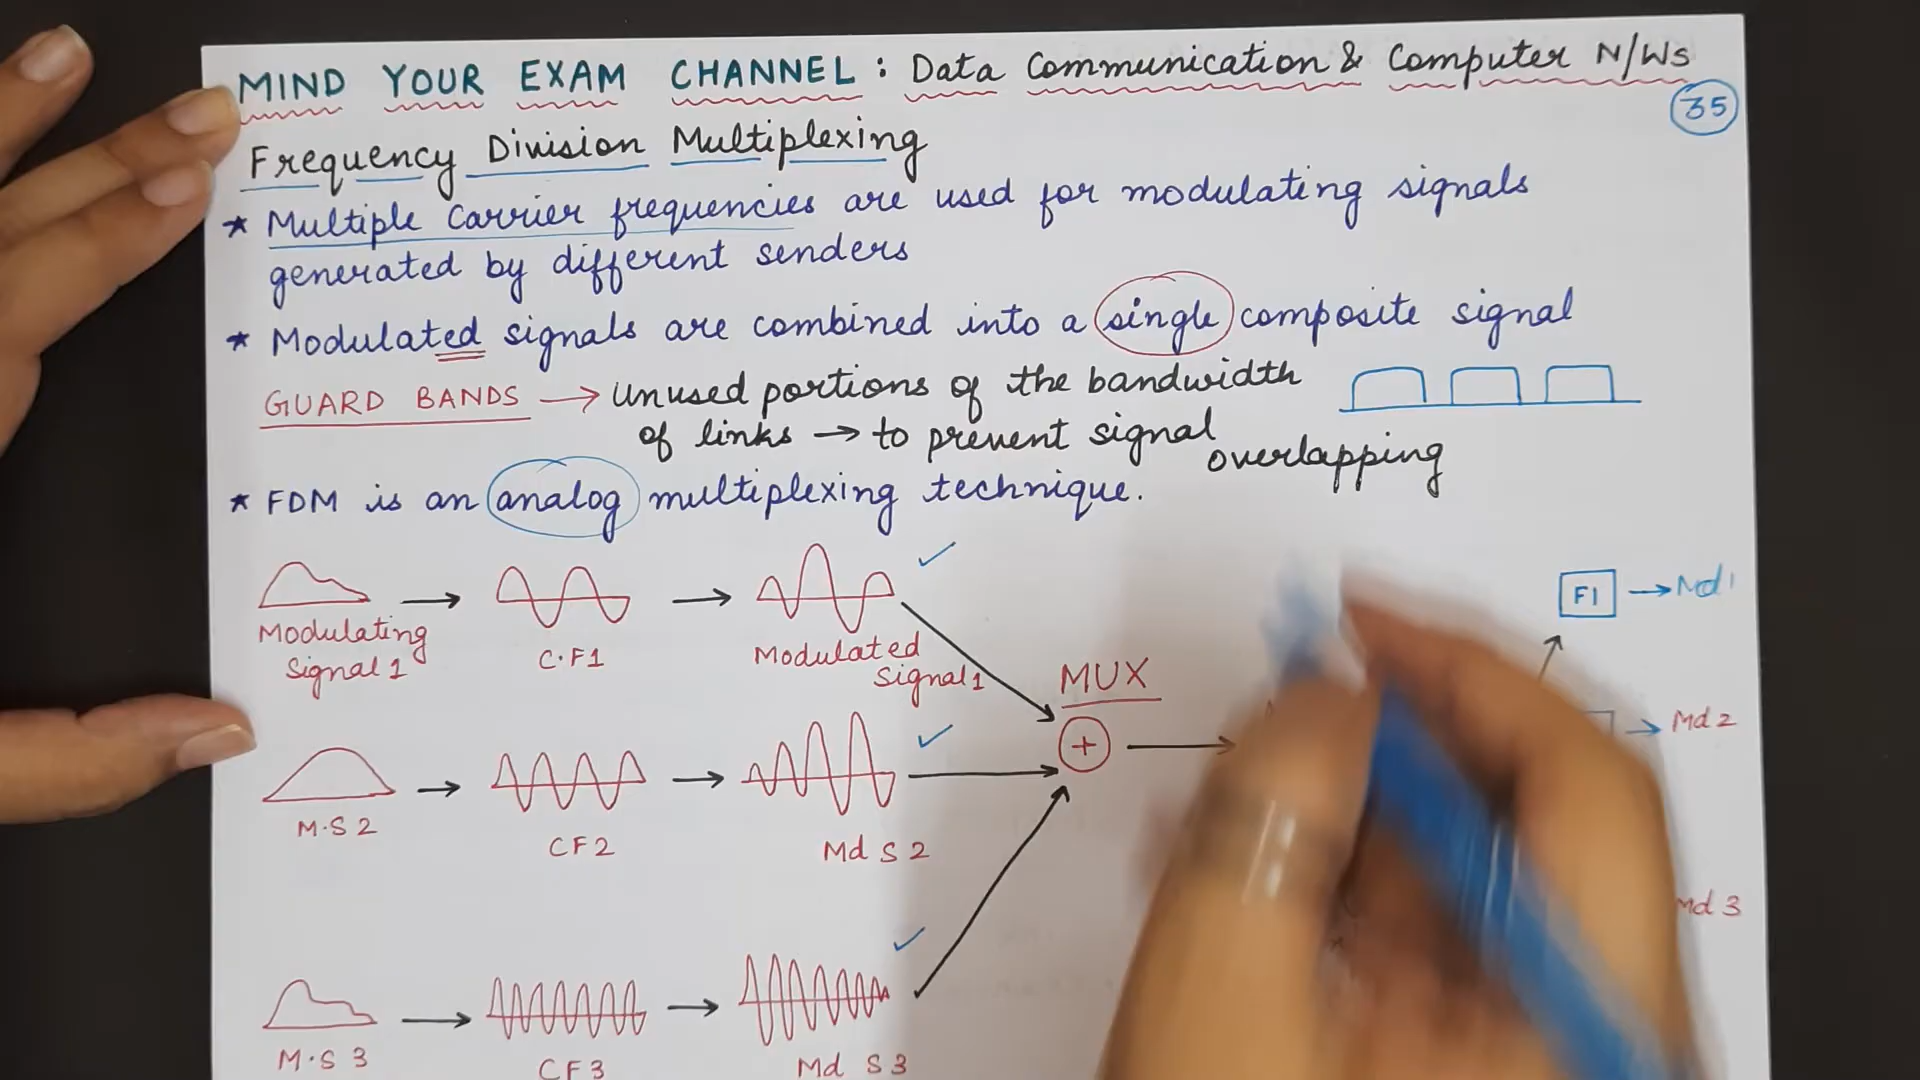 MIND YOUR EXAM CHANNEL : Data Communication & Computer N/Ws
35
Frequency Division Multiplexing
* Multiple Carrier frequencies are used for modulating signals
generated by different senders
* Modulated signals are combined into a single composite signal
GUARD BANDS → Unused portions of the bandwidth
of links → to prevent signal
overlapping
* FDM is an analog multiplexing technique.
Modulating
Signal 1
C.F1
Modulated
Signal 1
MUX
+
F1 → Md 1
→ Md 2
M.S 2
CF2
Md S 2
Md 3
M.S 3
CF3
Md S 3